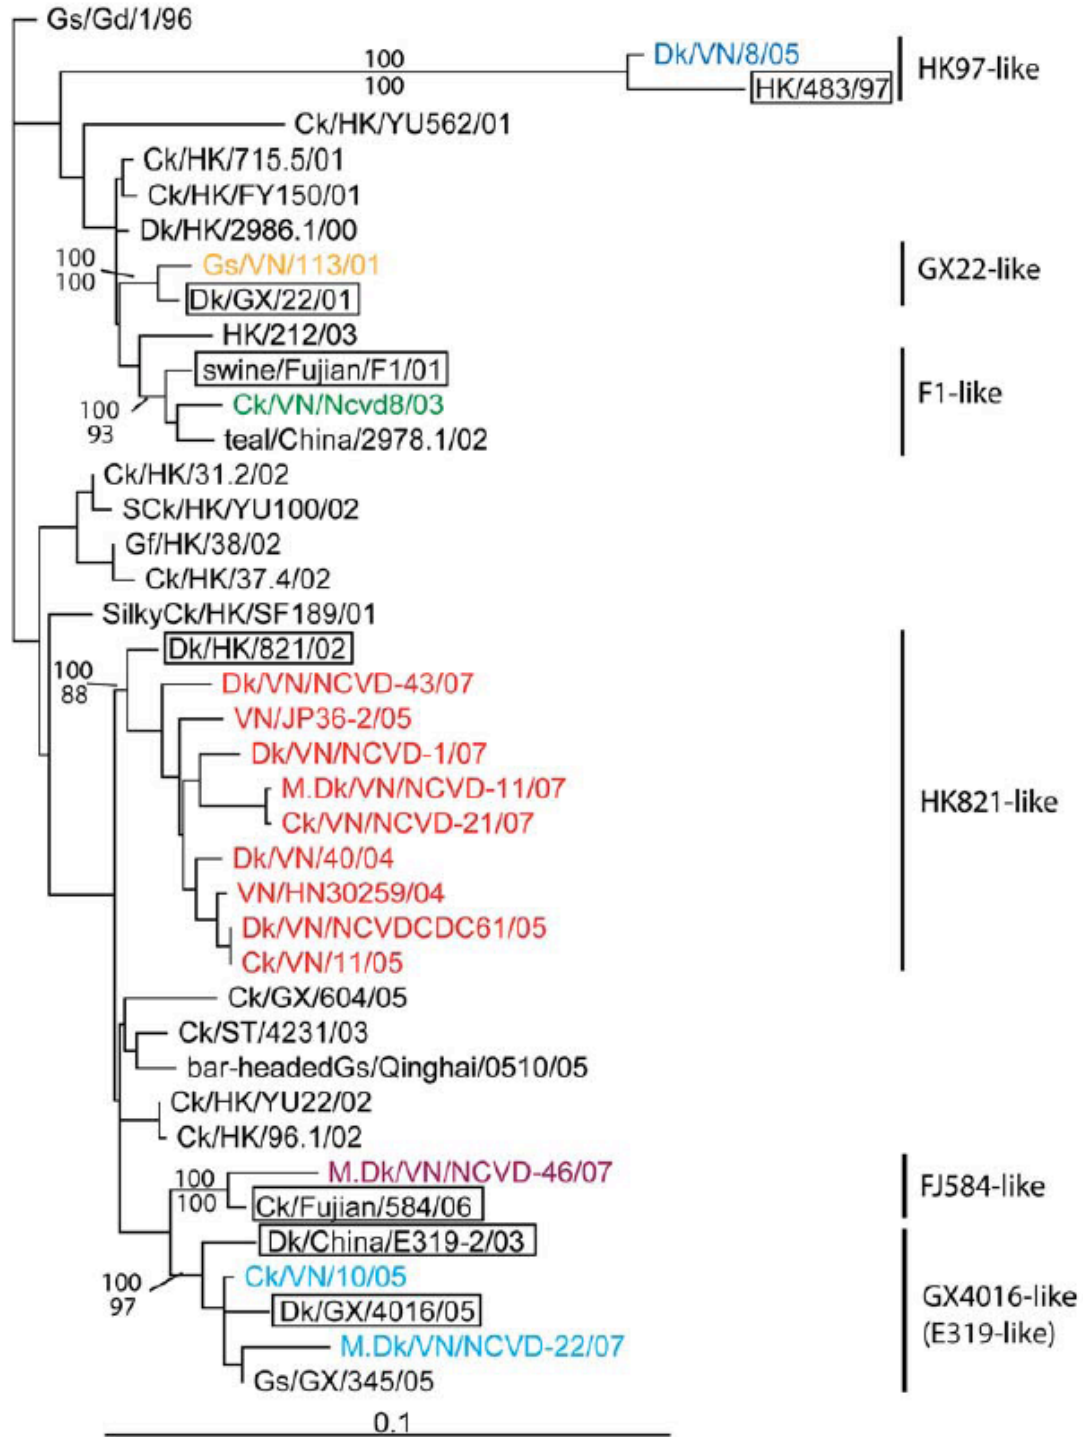 Gs/Gd/1/96
100
100
Dk/VN/8/05
HK/483/97
HK97-like
Ck/HK/YU562/01
Ck/HK/715.5/01
Ck/HK/FY150/01
Dk/HK/2986.1/00
100
100
Gs/VN/113/01
Dk/GX/22/01
GX22-like
HK/212/03
swine/Fujian/F1/01
Ck/VN/Ncvd8/03
teal/China/2978.1/02
100
93
F1-like
Ck/HK/31.2/02
SCk/HK/YU100/02
Gf/HK/38/02
Ck/HK/37.4/02
SilkyCk/HK/SF189/01
Dk/HK/821/02
100
88
Dk/VN/NCVD-43/07
VN/JP36-2/05
Dk/VN/NCVD-1/07
M.Dk/VN/NCVD-11/07
Ck/VN/NCVD-21/07
HK821-like
Dk/VN/40/04
VN/HN30259/04
Dk/VN/NCVDCDC61/05
Ck/VN/11/05
Ck/GX/604/05
Ck/ST/4231/03
bar-headedGs/Qinghai/0510/05
Ck/HK/YU22/02
Ck/HK/96.1/02
100
100
M.Dk/VN/NCVD-46/07
Ck/Fujian/584/06
FJ584-like
Dk/China/E319-2/03
100
97
Ck/VN/10/05
Dk/GX/4016/05
GX4016-like
(E319-like)
M.Dk/VN/NCVD-22/07
Gs/GX/345/05
0.1